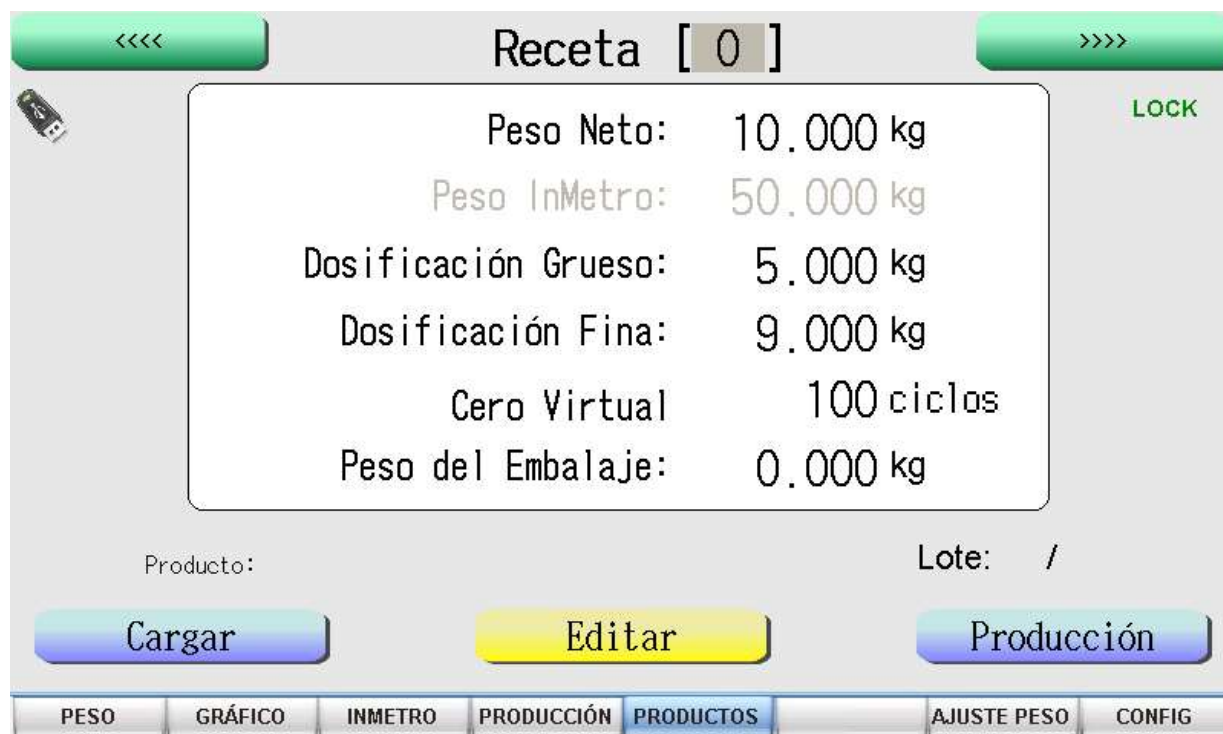 <<<< Receta [ 0 ] >>>>
LOCK
Peso Neto: 10.000 kg
Peso InMetro: 50.000 kg
Dosificación Grueso: 5.000 kg
Dosificación Fina: 9.000 kg
Cero Virtual 100 ciclos
Peso del Embalaje: 0.000 kg
Producto: Lote: /
Cargar Editar Producción
PESO GRÁFICO INMETRO PRODUCCIÓN PRODUCTOS AJUSTE PESO CONFIG